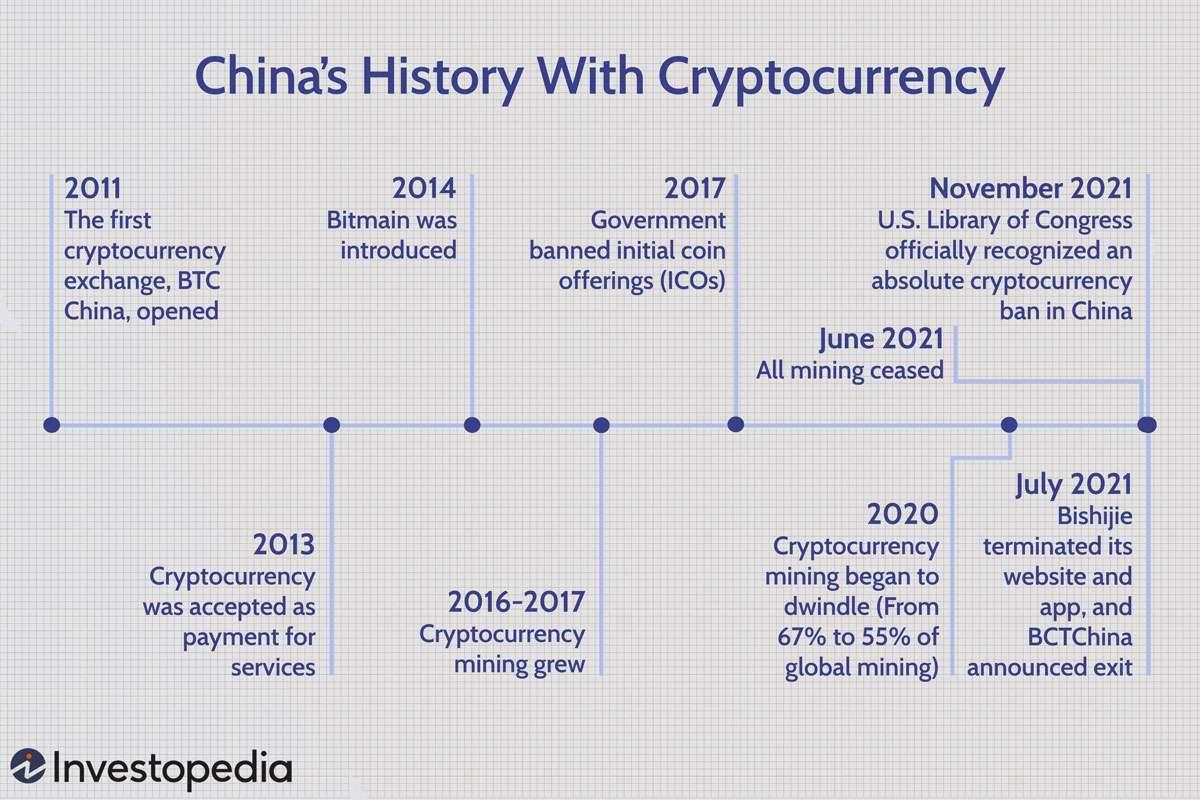 China's History With Cryptocurrency
2011
The first
cryptocurrency
exchange, BTC
China, opened
2013
Cryptocurrency
was accepted as
payment for
services
2014
Bitmain was
introduced
2016-2017
Cryptocurrency
mining grew
2017
Government
banned initial coin
offerings (ICOs)
2020
Cryptocurrency
mining began to
dwindle (From
67% to 55% of
global mining)
June 2021
All mining ceased
July 2021
Bishijie
terminated its
website and
app, and
BCTChina
announced exit
November 2021
U.S. Library of Congress
officially recognized an
absolute cryptocurrency
ban in China
Investopedia